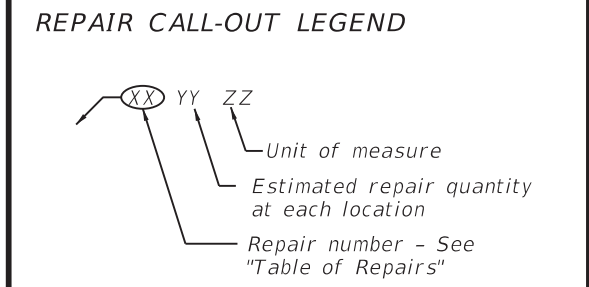 REPAIR CALL-OUT LEGEND
XX YY ZZ
Unit of measure
Estimated repair quantity
at each location
Repair number – See
"Table of Repairs"